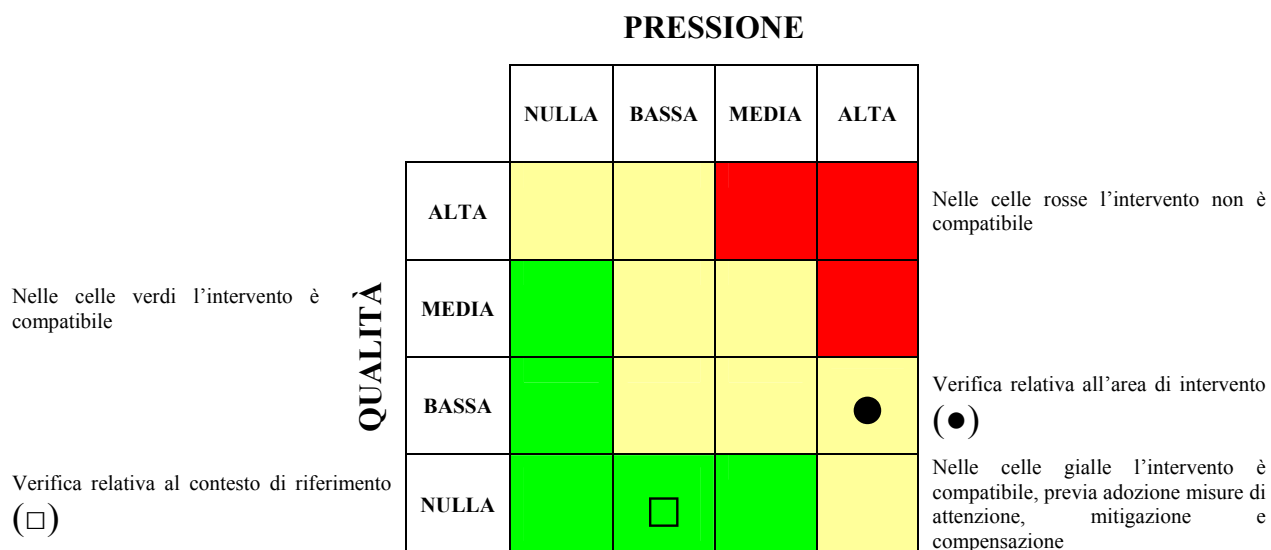 PRESSIONE
NULLA BASSA MEDIA ALTA
ALTA
Nelle celle rosse l’intervento non è
compatibile
Nelle celle verdi l’intervento è
compatibile
QUALITÀ
MEDIA
BASSA
●
Verifica relativa all’area di intervento
(●)
Verifica relativa al contesto di riferimento
(□)
NULLA
□
Nelle celle gialle l’intervento è
compatibile, previa adozione misure di
attenzione, mitigazione e
compensazione